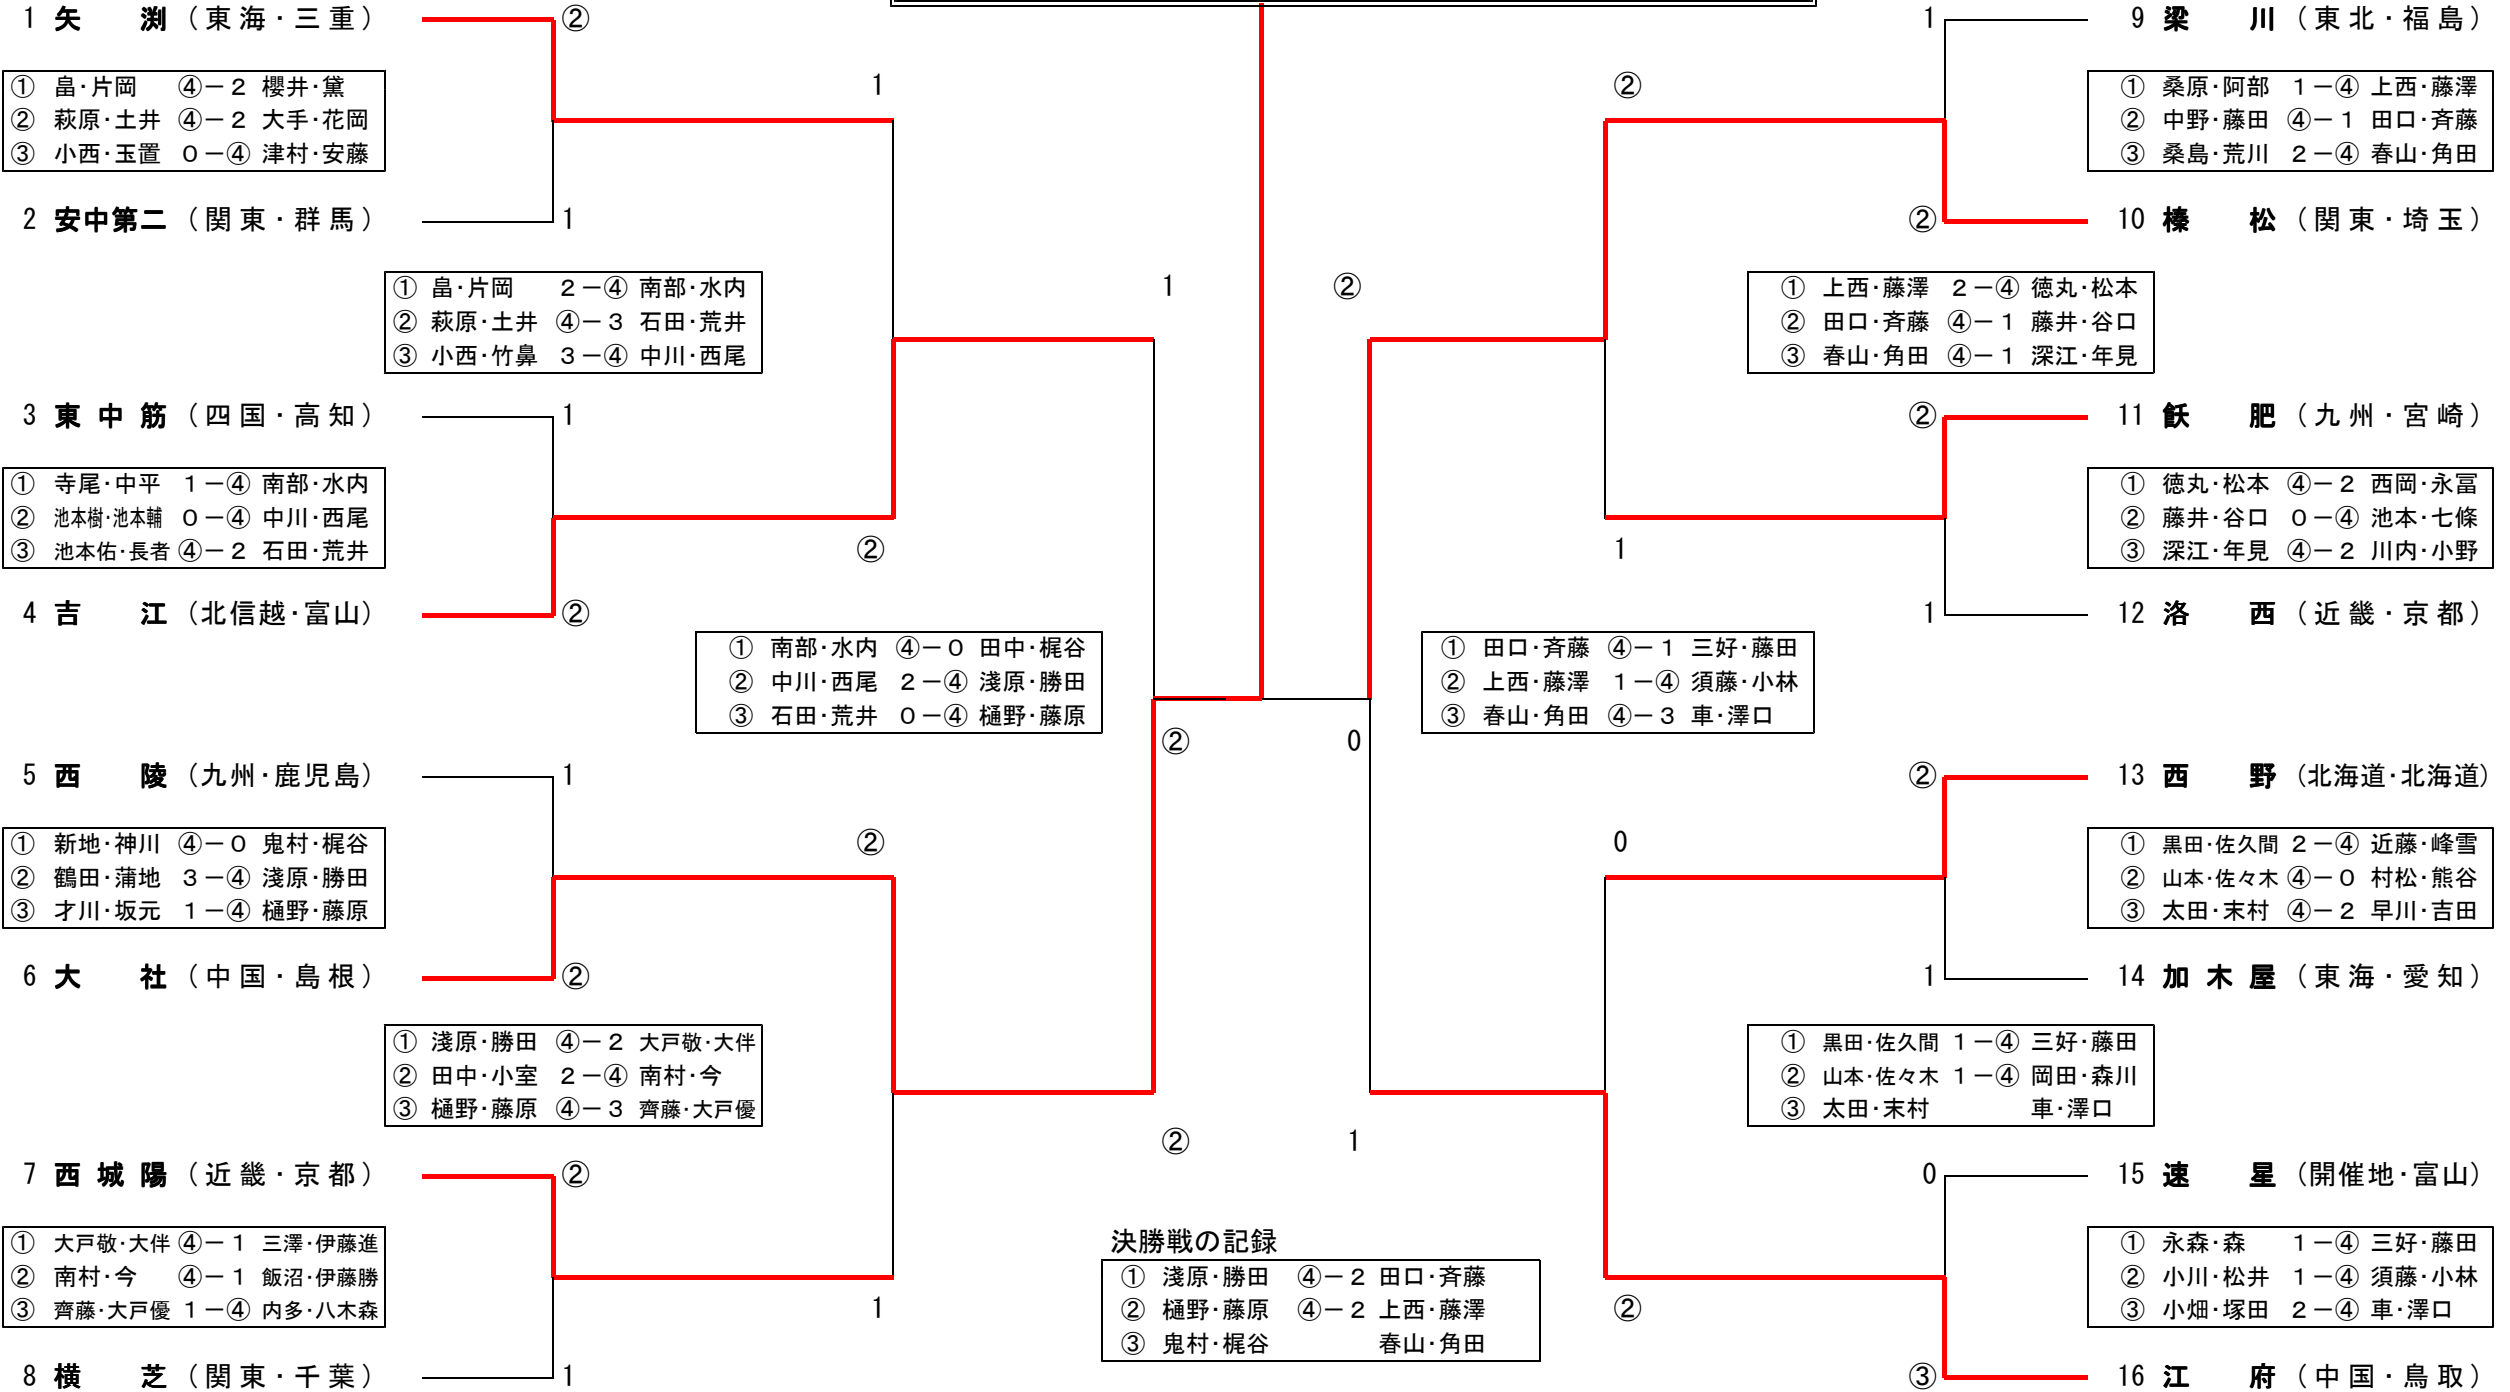 1 矢　渕 （東海・三重） ②
① 畠・片岡 ④－2 櫻井・黛
② 萩原・土井 ④－2 大手・花岡
③ 小西・玉置 0－④ 津村・安藤
1
2 安中第二 （関東・群馬） 1
① 畠・片岡 2－④ 南部・水内
② 萩原・土井 ④－3 石田・荒井
③ 小西・竹鼻 3－④ 中川・西尾
1
3 東中筋 （四国・高知） 1
① 寺尾・中平 1－④ 南部・水内
② 池本樹・池本輔 0－④ 中川・西尾
③ 池本佑・長者 ④－2 石田・荒井
②
4 吉　江 （北信越・富山） ②
① 南部・水内 ④－0 田中・梶谷
② 中川・西尾 2－④ 淺原・勝田
③ 石田・荒井 0－④ 樋野・藤原
②
5 西　陵 （九州・鹿児島） 1
① 新地・神川 ④－0 鬼村・梶谷
② 鶴田・蒲地 3－④ 淺原・勝田
③ 才川・坂元 1－④ 樋野・藤原
②
6 大　社 （中国・島根） ②
① 淺原・勝田 ④－2 大戸敬・大伴
② 田中・小室 2－④ 南村・今
③ 樋野・藤原 ④－3 齊藤・大戸優
②
7 西城陽 （近畿・京都） ②
① 大戸敬・大伴 ④－1 三澤・伊藤進
② 南村・今 ④－1 飯沼・伊藤勝
③ 齊藤・大戸優 1－④ 内多・八木森
1
8 横　芝 （関東・千葉） 1
決勝戦の記録
① 淺原・勝田 ④－2 田口・斉藤
② 樋野・藤原 ④－2 上西・藤澤
③ 鬼村・梶谷 春山・角田
1 9 梁　川 （東北・福島）
② 
① 桑原・阿部 1－④ 上西・藤澤
② 中野・藤田 ④－1 田口・斉藤
③ 桑島・荒川 2－④ 春山・角田
② 10 榛　松 （関東・埼玉）
②
① 上西・藤澤 2－④ 徳丸・松本
② 田口・斉藤 ④－1 藤井・谷口
③ 春山・角田 ④－1 深江・年見
② 11 飫　肥 （九州・宮崎）
① 徳丸・松本 ④－2 西岡・永冨
② 藤井・谷口 0－④ 池本・七條
③ 深江・年見 ④－2 川内・小野
1
1 12 洛　西 （近畿・京都）
① 田口・斉藤 ④－1 三好・藤田
② 上西・藤澤 1－④ 須藤・小林
③ 春山・角田 ④－3 車・澤口
0
② 13 西　野 （北海道・北海道）
0
① 黒田・佐久間 2－④ 近藤・峰雪
② 山本・佐々木 ④－0 村松・熊谷
③ 太田・末村 ④－2 早川・吉田
1 14 加木屋 （東海・愛知）
① 黒田・佐久間 1－④ 三好・藤田
② 山本・佐々木 1－④ 岡田・森川
③ 太田・末村 車・澤口
1
0 15 速　星 （開催地・富山）
① 永森・森 1－④ 三好・藤田
② 小川・松井 1－④ 須藤・小林
③ 小畑・塚田 2－④ 車・澤口
②
③ 16 江　府 （中国・鳥取）